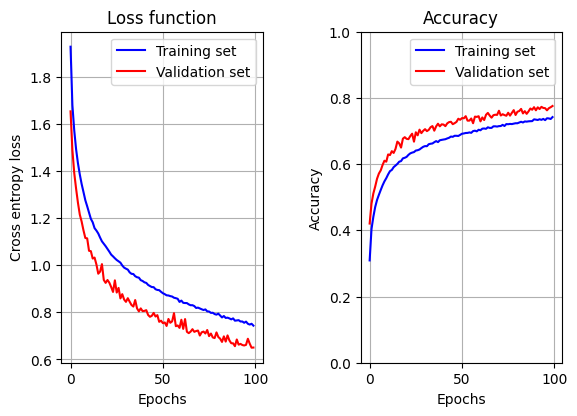 Loss function
Cross entropy loss
1.8
1.6
1.4
1.2
1.0
0.8
0.6
0
50
100
Epochs
Training set
Validation set
Accuracy
Accuracy
1.0
0.8
0.6
0.4
0.2
0.0
0
50
100
Epochs
Training set
Validation set